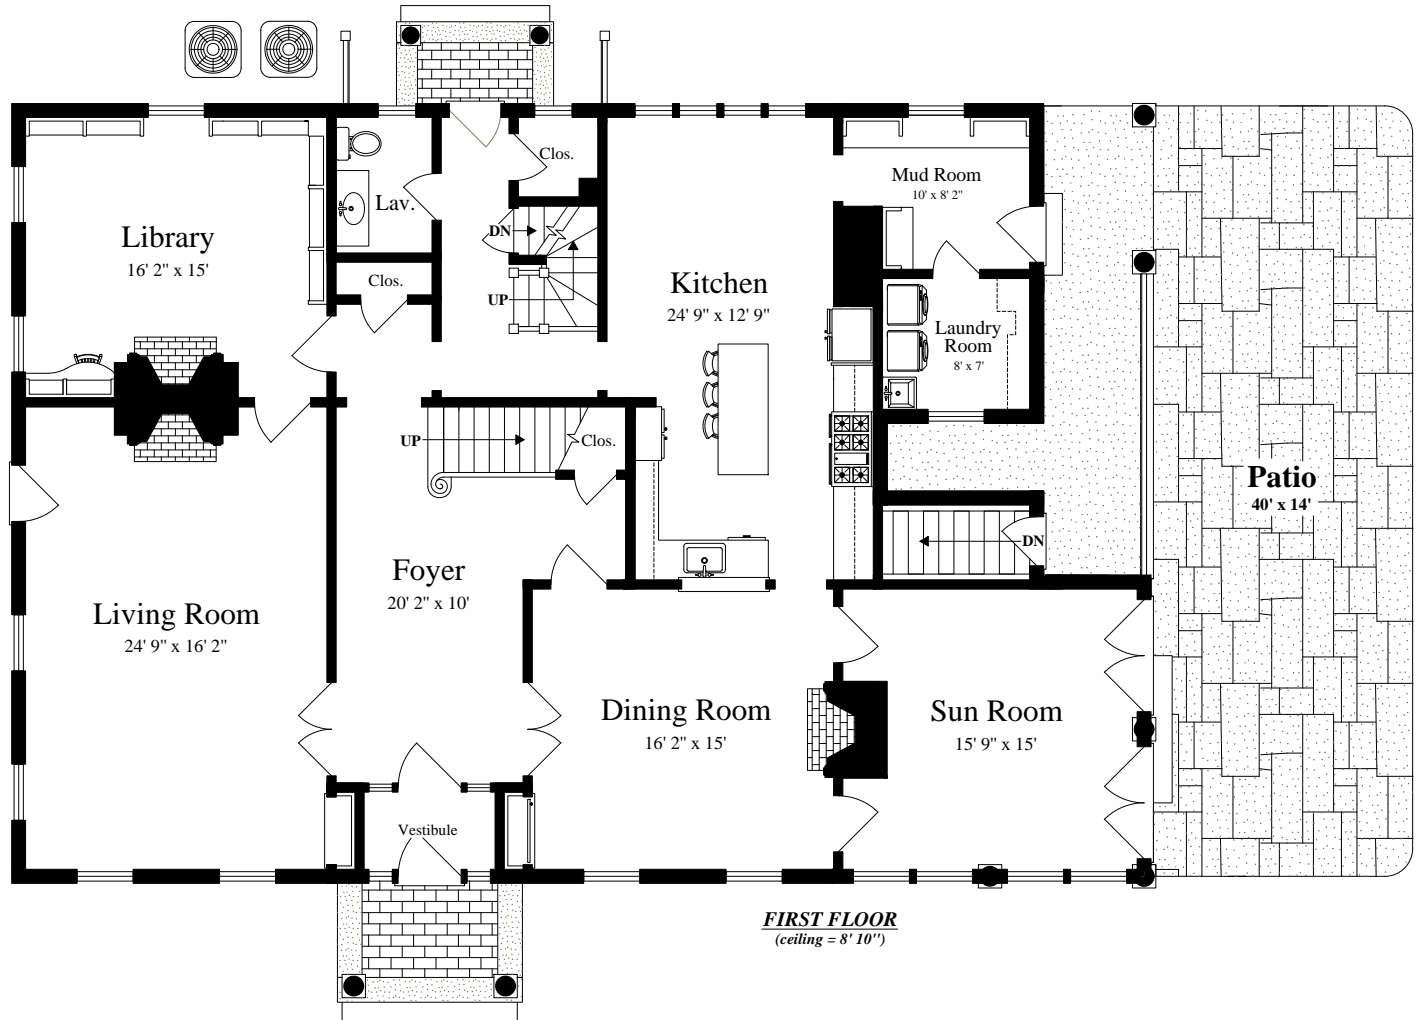 Clos.
Mud Room
10' x 8' 2"
Lav.
DN
Library
16' 2" x 15'
Clos.
UP
Kitchen
24' 9" x 12' 9"
Laundry
Room
8' x 7'
UP
Clos.
Patio
40' x 14'
DN
Foyer
20' 2" x 10'
Living Room
24' 9" x 16' 2"
Dining Room
16' 2" x 15'
Sun Room
15' 9" x 15'
Vestibule
FIRST FLOOR
(ceiling = 8' 10")